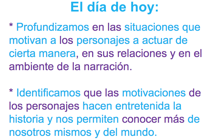 El día de hoy:
* Profundizamos en las situaciones que
motivan a los personajes a actuar de
cierta manera, en sus relaciones y en el
ambiente de la narración.
* Identificamos que las motivaciones de
los personajes hacen entretenida la
historia y nos permiten conocer más de
nosotros mismos y del mundo.